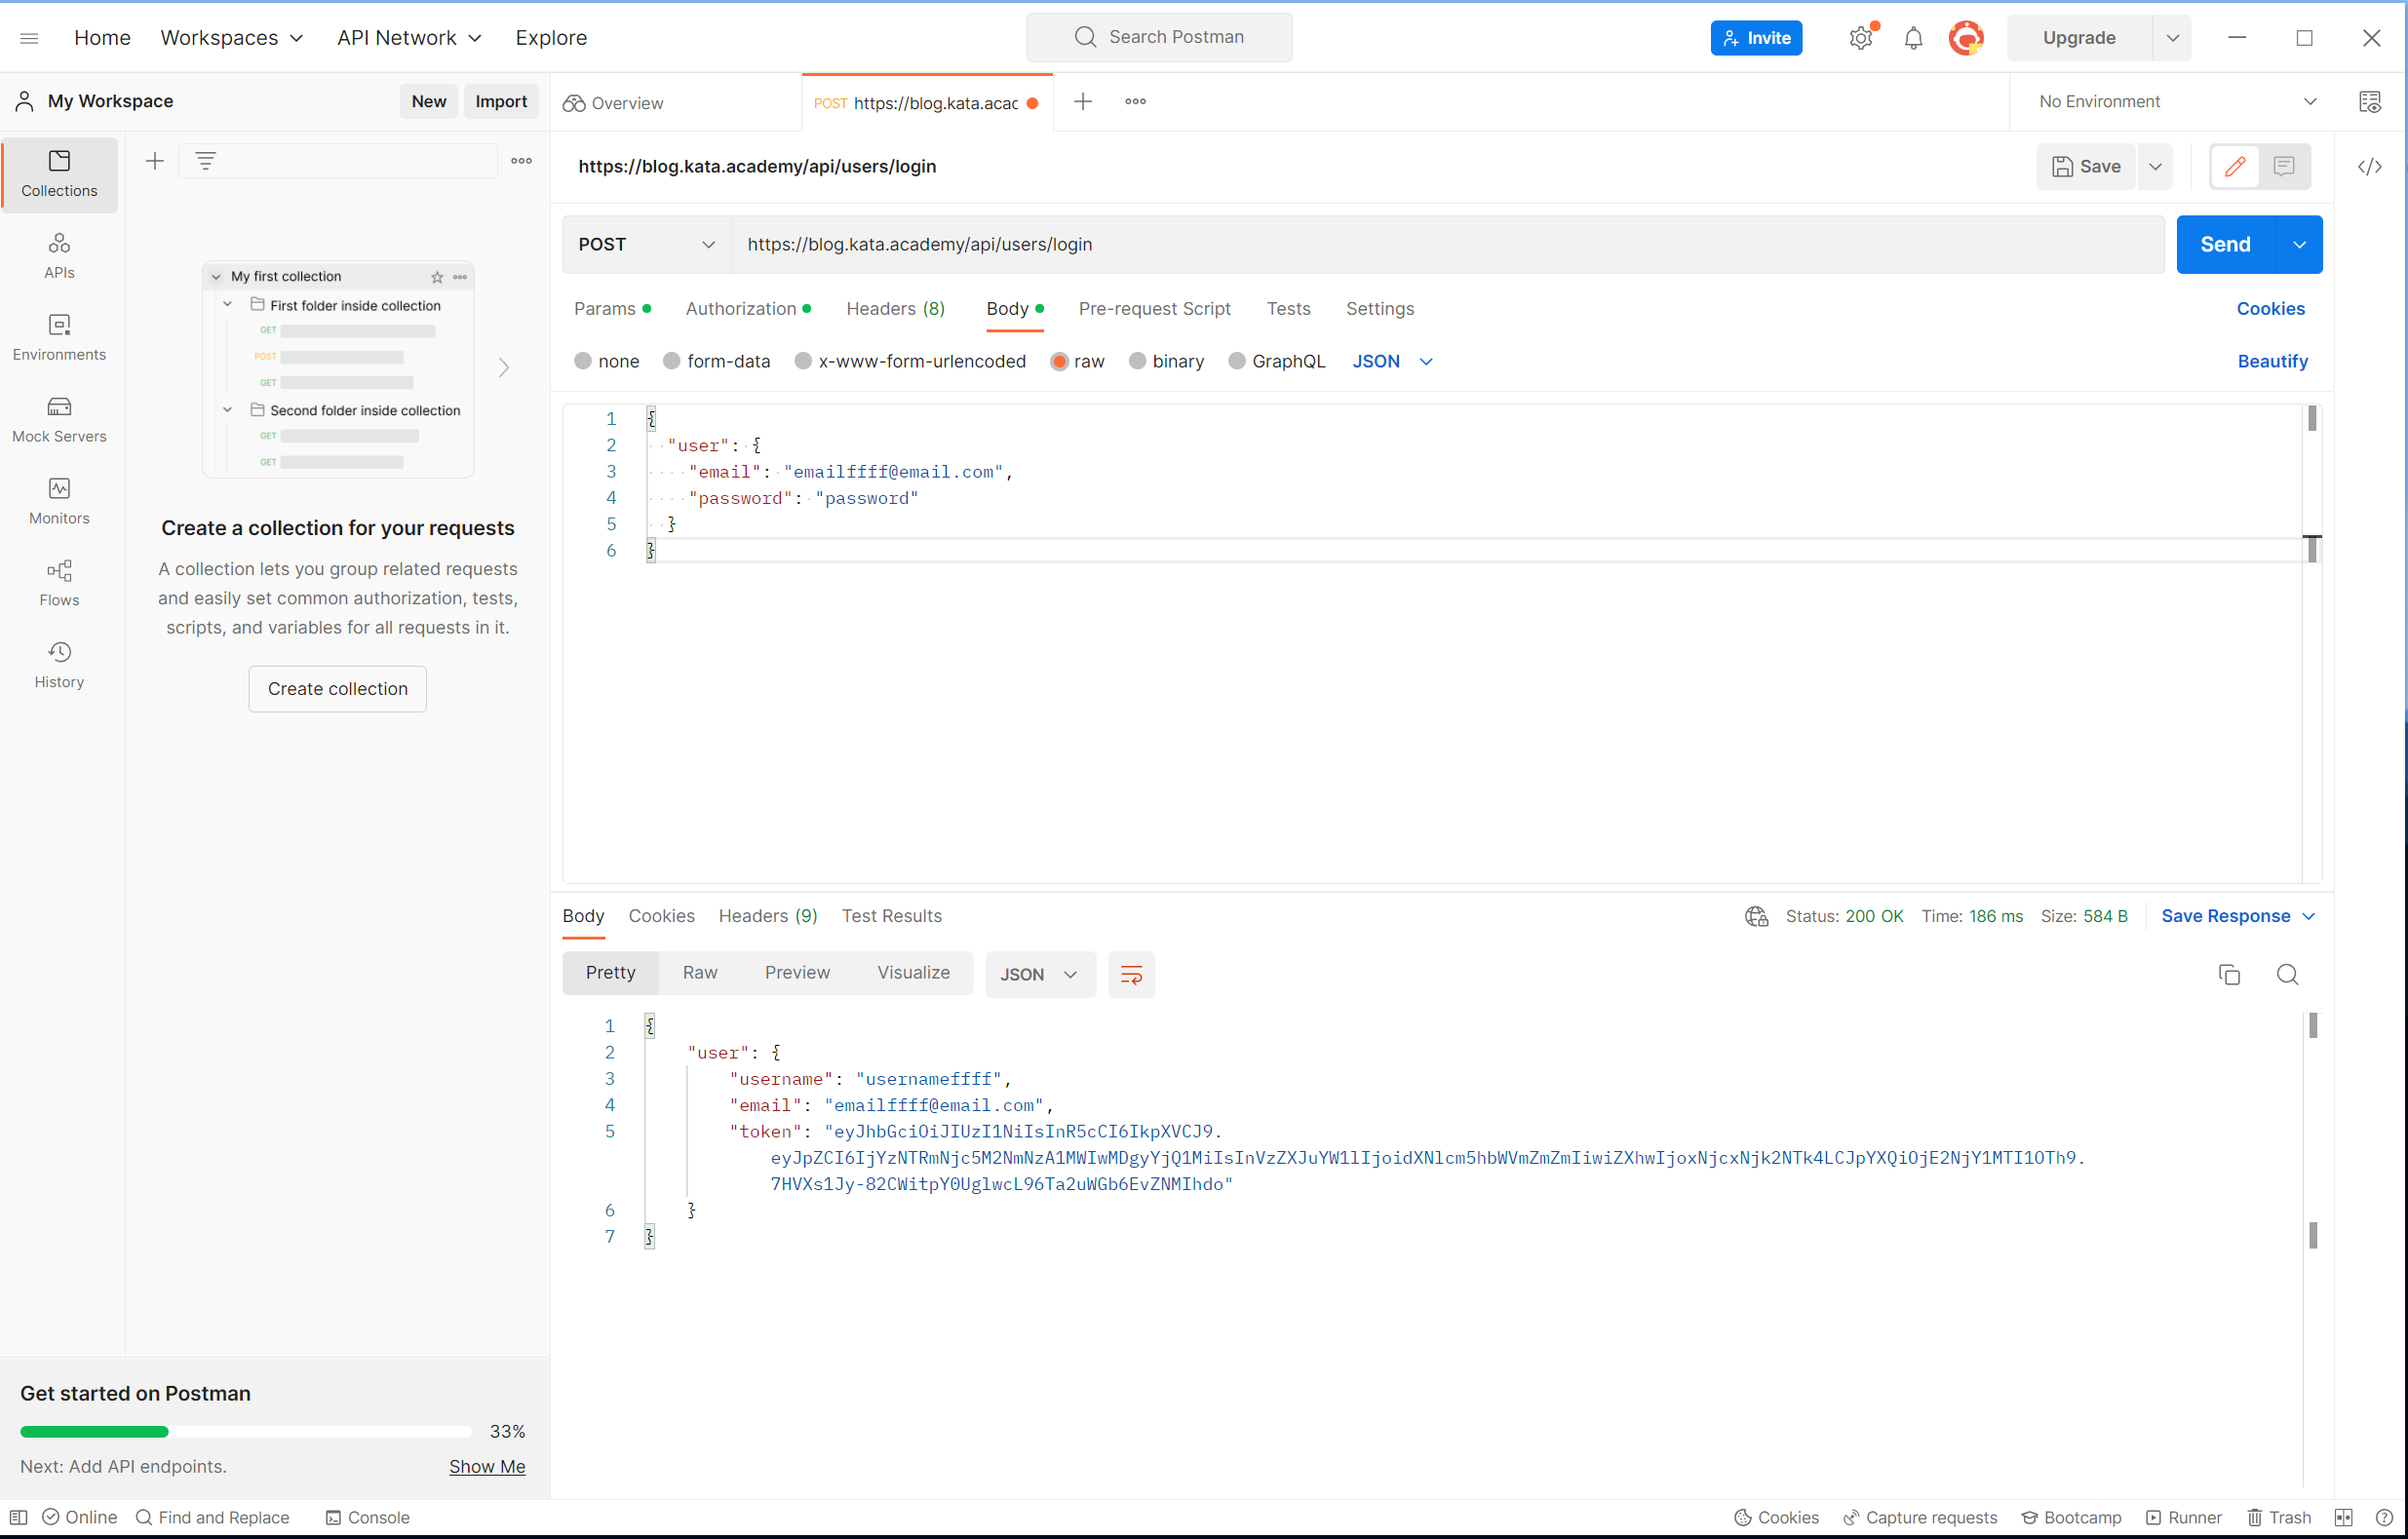 Home Workspaces API Network Explore Search Postman Invite Upgrade
My Workspace New Import Overview POST https://blog.kata.acac No Environment
Collections
APIs
Environments
Mock Servers
Monitors
Flows
History
My first collection
First folder inside collection
GET
POST
GET
Second folder inside collection
GET
GET
Create a collection for your requests
A collection lets you group related requests
and easily set common authorization, tests,
scripts, and variables for all requests in it.
Create collection
Get started on Postman
33%
Next: Add API endpoints. Show Me
https://blog.kata.academy/api/users/login Save
POST https://blog.kata.academy/api/users/login Send
Params Authorization Headers (8) Body Pre-request Script Tests Settings Cookies
none form-data x-www-form-urlencoded raw binary GraphQL JSON Beautify
1 {
2 "user": {
3 "email": "emailffff@email.com",
4 "password": "password"
5 }
6 }
Body Cookies Headers (9) Test Results Status: 200 OK Time: 186 ms Size: 584 B Save Response
Pretty Raw Preview Visualize JSON
1 {
2 "user": {
3 "username": "usernameffff",
4 "email": "emailffff@email.com",
5 "token": "eyJhbGciOiJIUzI1NiIsInR5cCI6IkpXVCJ9.
eyJpZCI6IjYzNTRmNjc5M2NmNzA1MWIwMDgyYjQ1MiIsInVzZXJuYW1lIjoidXNlcm5hbWVmZmZmIiwiZXhwIjoxNjcxNjk2NTk4LCJpYXQiOjE2NjY1MTI1OTh9.
7HVXs1Jy-82CWitpY0UglwcL96Ta2uWGb6EvZNMIhdo"
6 }
7 }
Online Find and Replace Console Cookies Capture requests Bootcamp Runner Trash